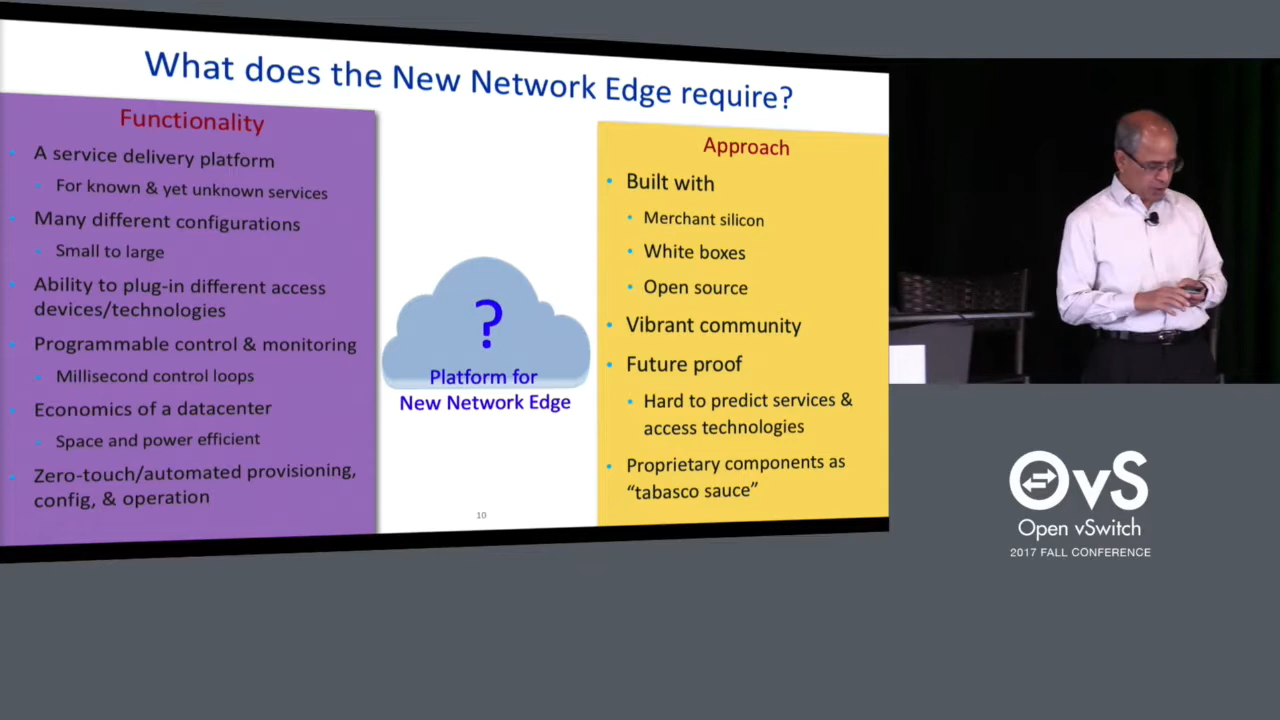 What does the New Network Edge require?
Functionality
A service delivery platform
For known & yet unknown services
Many different configurations
Small to large
Ability to plug-in different access
devices/technologies
Programmable control & monitoring
Millisecond control loops
Economics of a datacenter
Space and power efficient
Zero-touch/automated provisioning,
config, & operation
?
Platform for
New Network Edge
10
Approach
Built with
Merchant silicon
White boxes
Open source
Vibrant community
Future proof
Hard to predict services &
access technologies
Proprietary components as
"tabasco sauce"
OvS
Open vSwitch
2017 FALL CONFERENCE